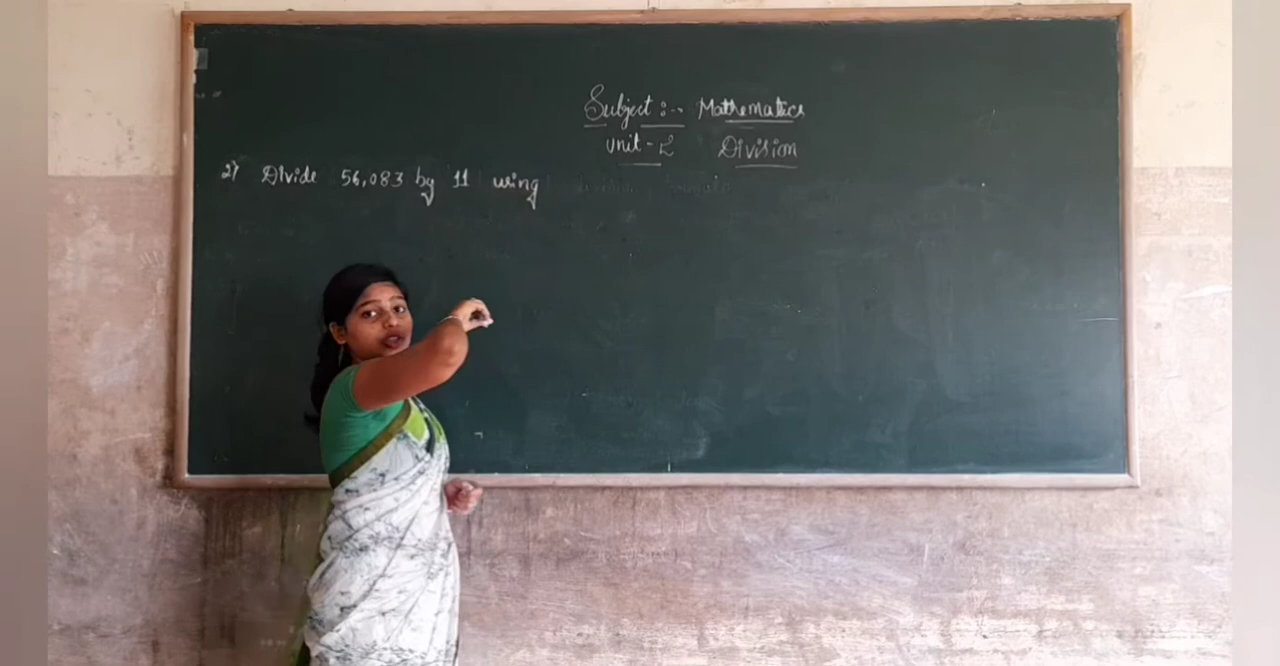 Subject :- Mathematics
Unit - 2 Division
2) Divide 56,083 by 11 using